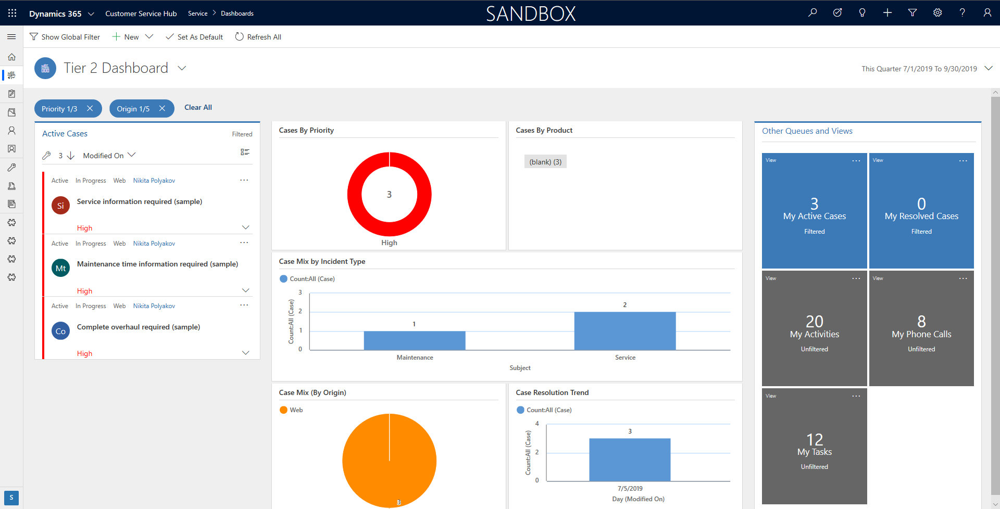 Dynamics 365 Customer Service Hub Service > Dashboards SANDBOX ?
Show Global Filter + New Set As Default Refresh All
Tier 2 Dashboard
This Quarter 7/1/2019 To 9/30/2019
Priority 1/3 Origin 1/5 Clear All
Active Cases Filtered
3 Modified On
Active In Progress Web Nikita Polyakov ...
Si Service information required (sample)
High
Active In Progress Web Nikita Polyakov ...
Mt Maintenance time information required (sample)
High
Active In Progress Web Nikita Polyakov ...
Co Complete overhaul required (sample)
High
Cases By Priority
3
High
Cases By Product
(blank) (3)
Case Mix by Incident Type
Count:All (Case)
Count:All (Case)
3
2
1
0
1
2
Maintenance Service
Subject
Case Mix (By Origin)
Web
3
Case Resolution Trend
Count:All (Case)
Count:All (Case)
4
2
0
3
7/5/2019
Day (Modified On)
Other Queues and Views
View ...
3
My Active Cases
Filtered
View ...
0
My Resolved Cases
Filtered
View ...
20
My Activities
Unfiltered
View ...
8
My Phone Calls
Unfiltered
View ...
12
My Tasks
Unfiltered
S